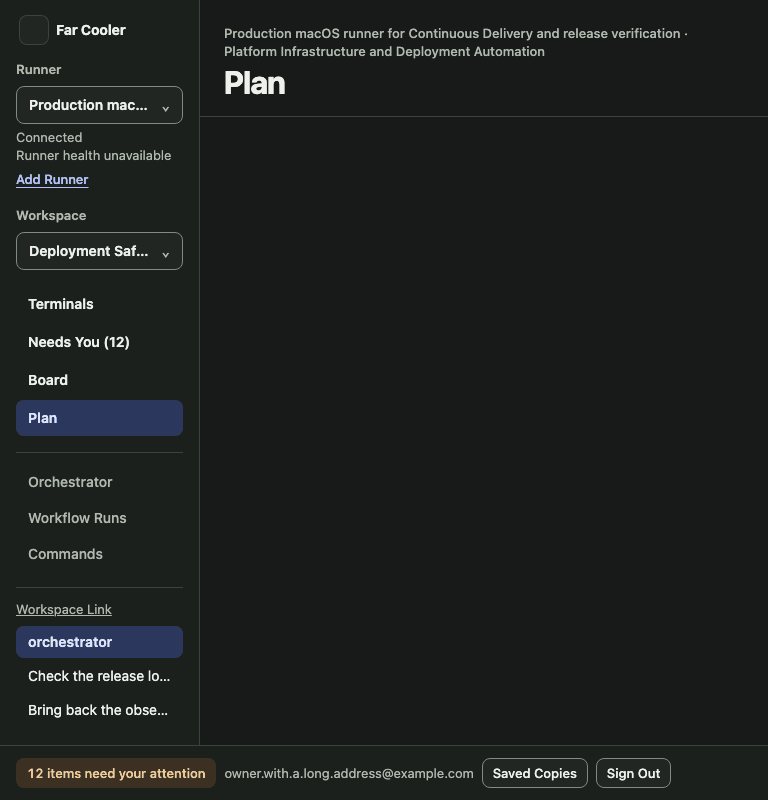 Far Cooler
Runner
Production mac...
Connected
Runner health unavailable
Add Runner
Workspace
Deployment Saf...
Terminals
Needs You (12)
Board
Plan
Orchestrator
Workflow Runs
Commands
Workspace Link
orchestrator
Check the release lo...
Bring back the obse...
Production macOS runner for Continuous Delivery and release verification ·
Platform Infrastructure and Deployment Automation
Plan
12 items need your attention
owner.with.a.long.address@example.com
Saved Copies
Sign Out